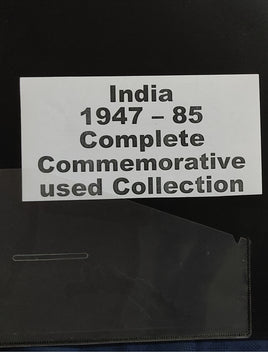 India
1947 – 85
Complete
Commemorative
used Collection